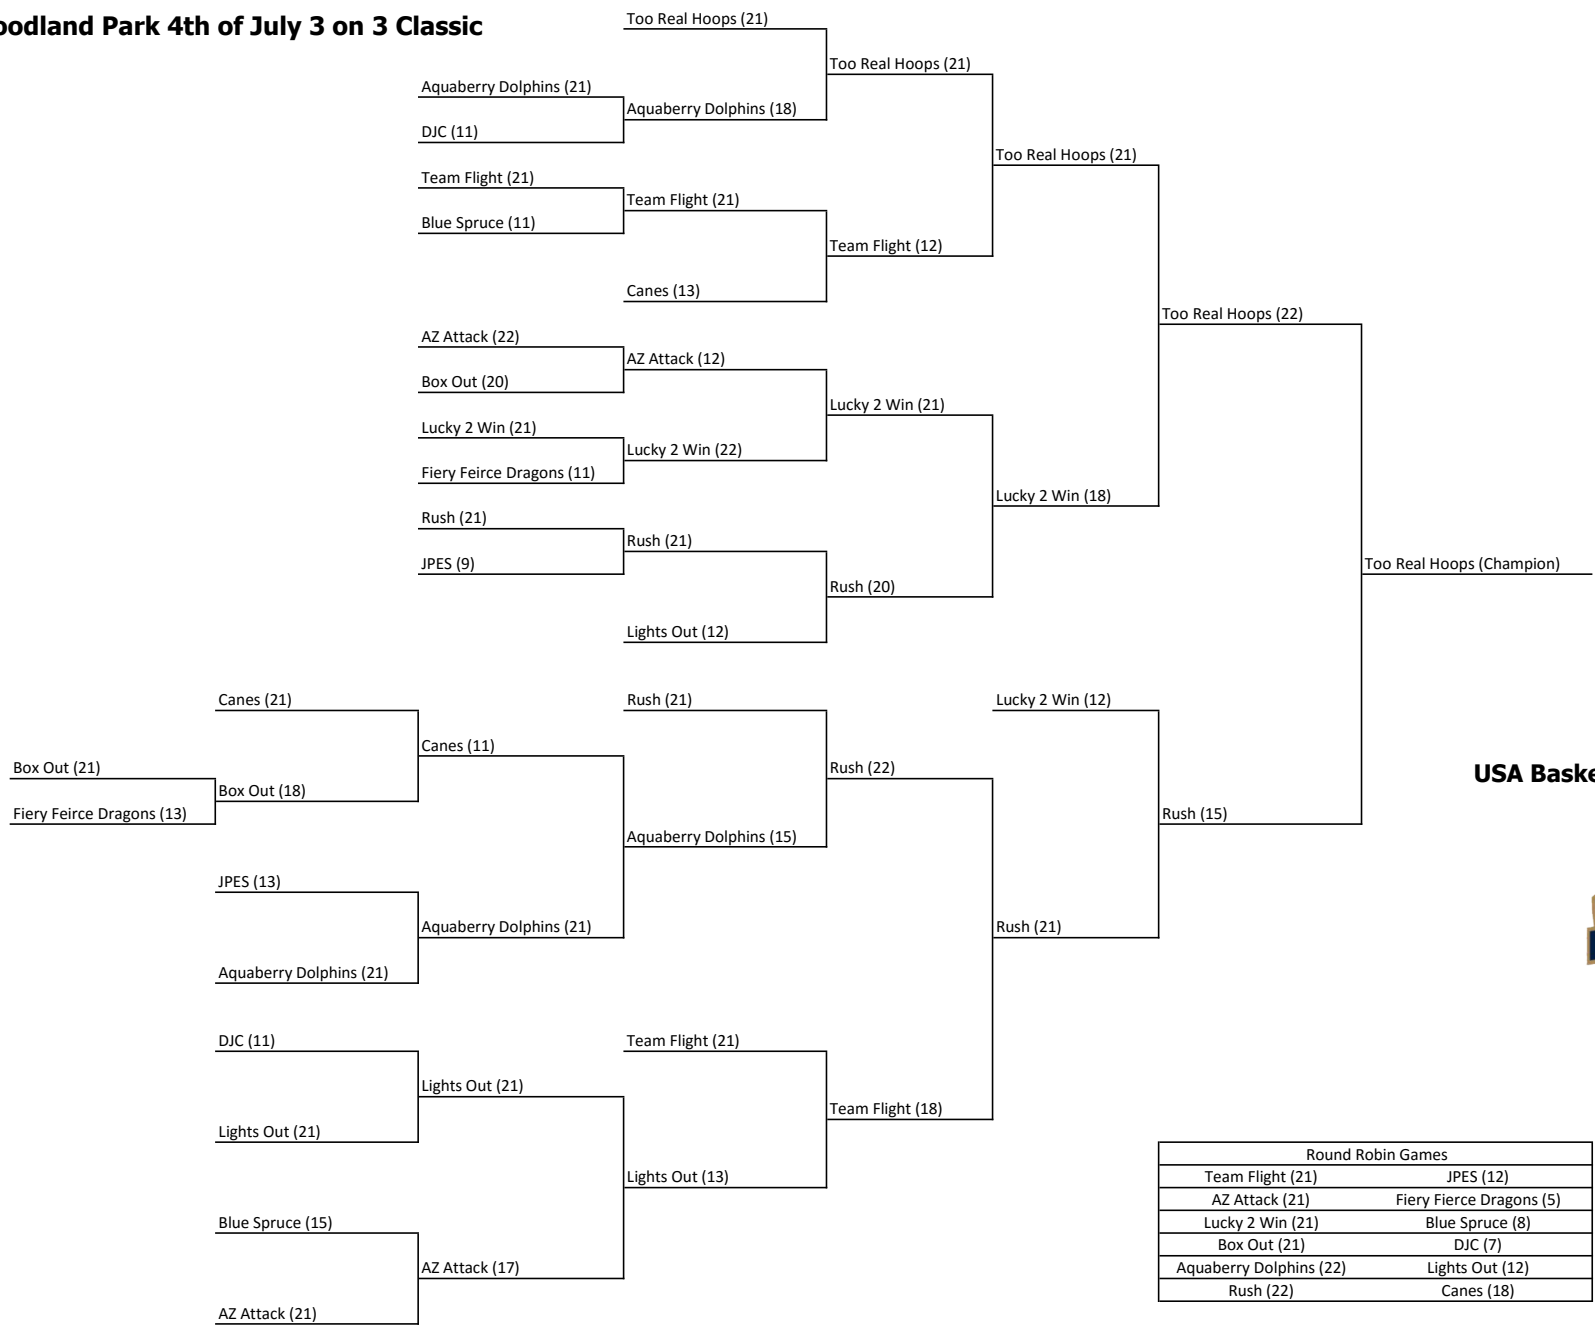 oodland Park 4th of July 3 on 3 Classic
Too Real Hoops (21)
Too Real Hoops (21)
Aquaberry Dolphins (21)
Aquaberry Dolphins (18)
DJC (11)
Too Real Hoops (21)
Team Flight (21)
Team Flight (21)
Blue Spruce (11)
Team Flight (12)
Canes (13)
Too Real Hoops (22)
AZ Attack (22)
AZ Attack (12)
Box Out (20)
Lucky 2 Win (21)
Lucky 2 Win (21)
Lucky 2 Win (22)
Fiery Feirce Dragons (11)
Lucky 2 Win (18)
Rush (21)
Rush (21)
JPES (9)
Too Real Hoops (Champion)
Rush (20)
Lights Out (12)
Canes (21)
Rush (21)
Lucky 2 Win (12)
Canes (11)
Box Out (21)
Rush (22)
USA Baske
Box Out (18)
Fiery Feirce Dragons (13)
Rush (15)
Aquaberry Dolphins (15)
JPES (13)
Aquaberry Dolphins (21)
Rush (21)
Aquaberry Dolphins (21)
DJC (11)
Team Flight (21)
Lights Out (21)
Team Flight (18)
Lights Out (21)
Round Robin Games
Lights Out (13)
Team Flight (21) JPES (12)
AZ Attack (21) Fiery Fierce Dragons (5)
Blue Spruce (15)
Lucky 2 Win (21) Blue Spruce (8)
Box Out (21) DJC (7)
AZ Attack (17)
Aquaberry Dolphins (22) Lights Out (12)
Rush (22) Canes (18)
AZ Attack (21)